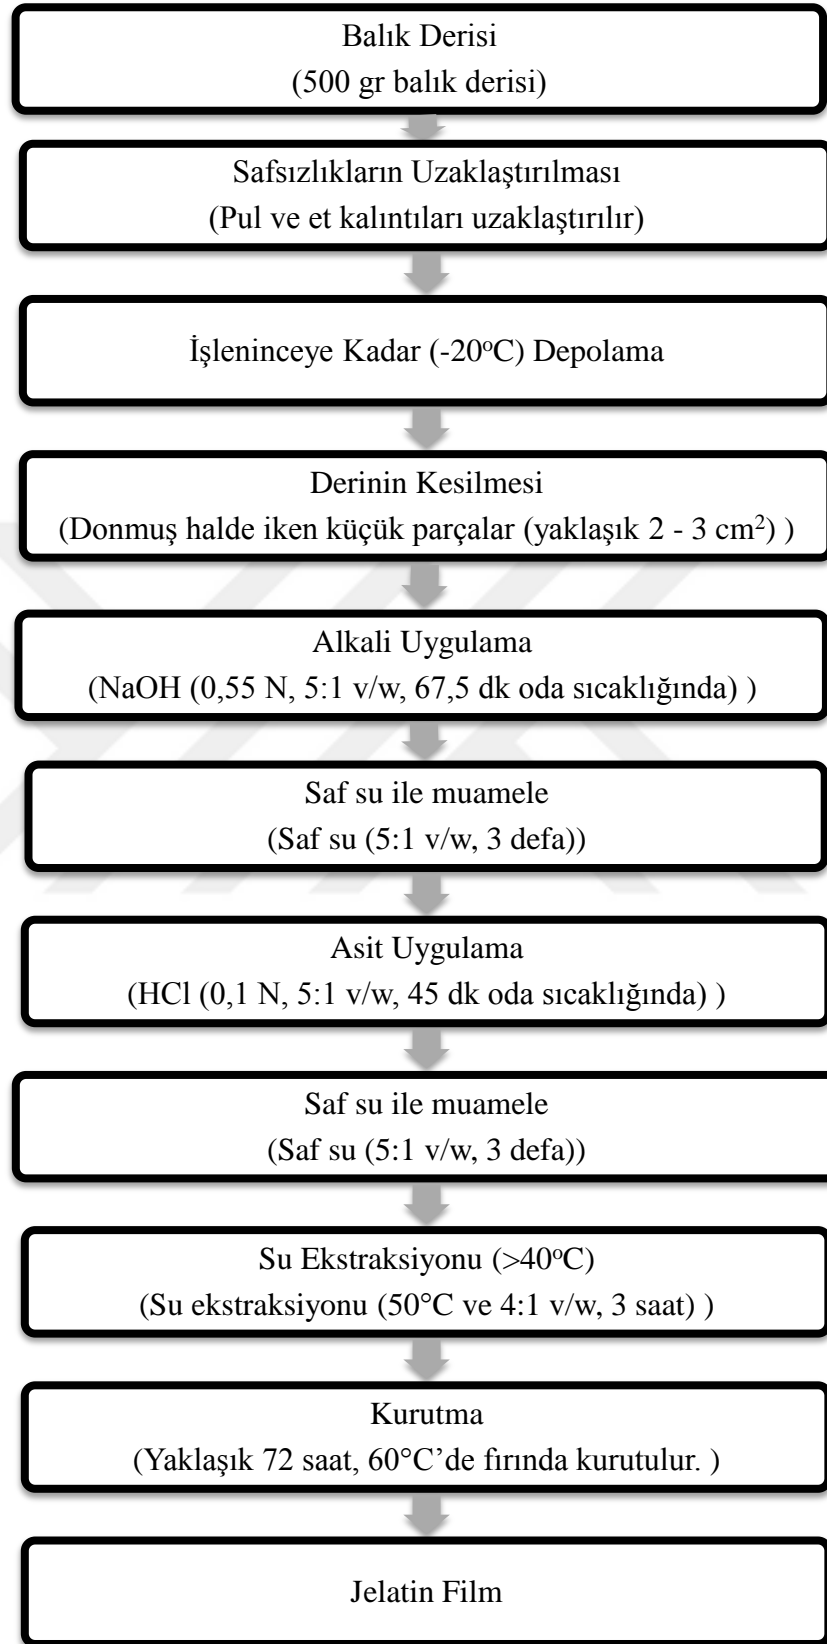 Balık Derisi
(500 gr balık derisi)
Safsızlıkların Uzaklaştırılması
(Pul ve et kalıntıları uzaklaştırılır)
İşleninceye Kadar (-20ºC) Depolama
Derinin Kesilmesi
(Donmuş halde iken küçük parçalar (yaklaşık 2 - 3 cm²) )
Alkali Uygulama
(NaOH (0,55 N, 5:1 v/w, 67,5 dk oda sıcaklığında) )
Saf su ile muamele
(Saf su (5:1 v/w, 3 defa))
Asit Uygulama
(HCl (0,1 N, 5:1 v/w, 45 dk oda sıcaklığında) )
Saf su ile muamele
(Saf su (5:1 v/w, 3 defa))
Su Ekstraksiyonu (>40ºC)
(Su ekstraksiyonu (50°C ve 4:1 v/w, 3 saat) )
Kurutma
(Yaklaşık 72 saat, 60°C’de fırında kurutulur. )
Jelatin Film